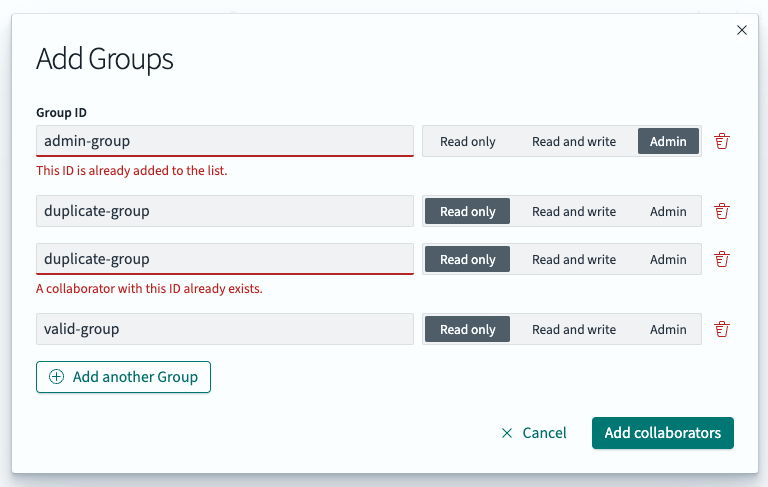 Add Groups
Group ID
admin-group Read only Read and write Admin
This ID is already added to the list.
duplicate-group Read only Read and write Admin
duplicate-group Read only Read and write Admin
A collaborator with this ID already exists.
valid-group Read only Read and write Admin
Add another Group
Cancel Add collaborators